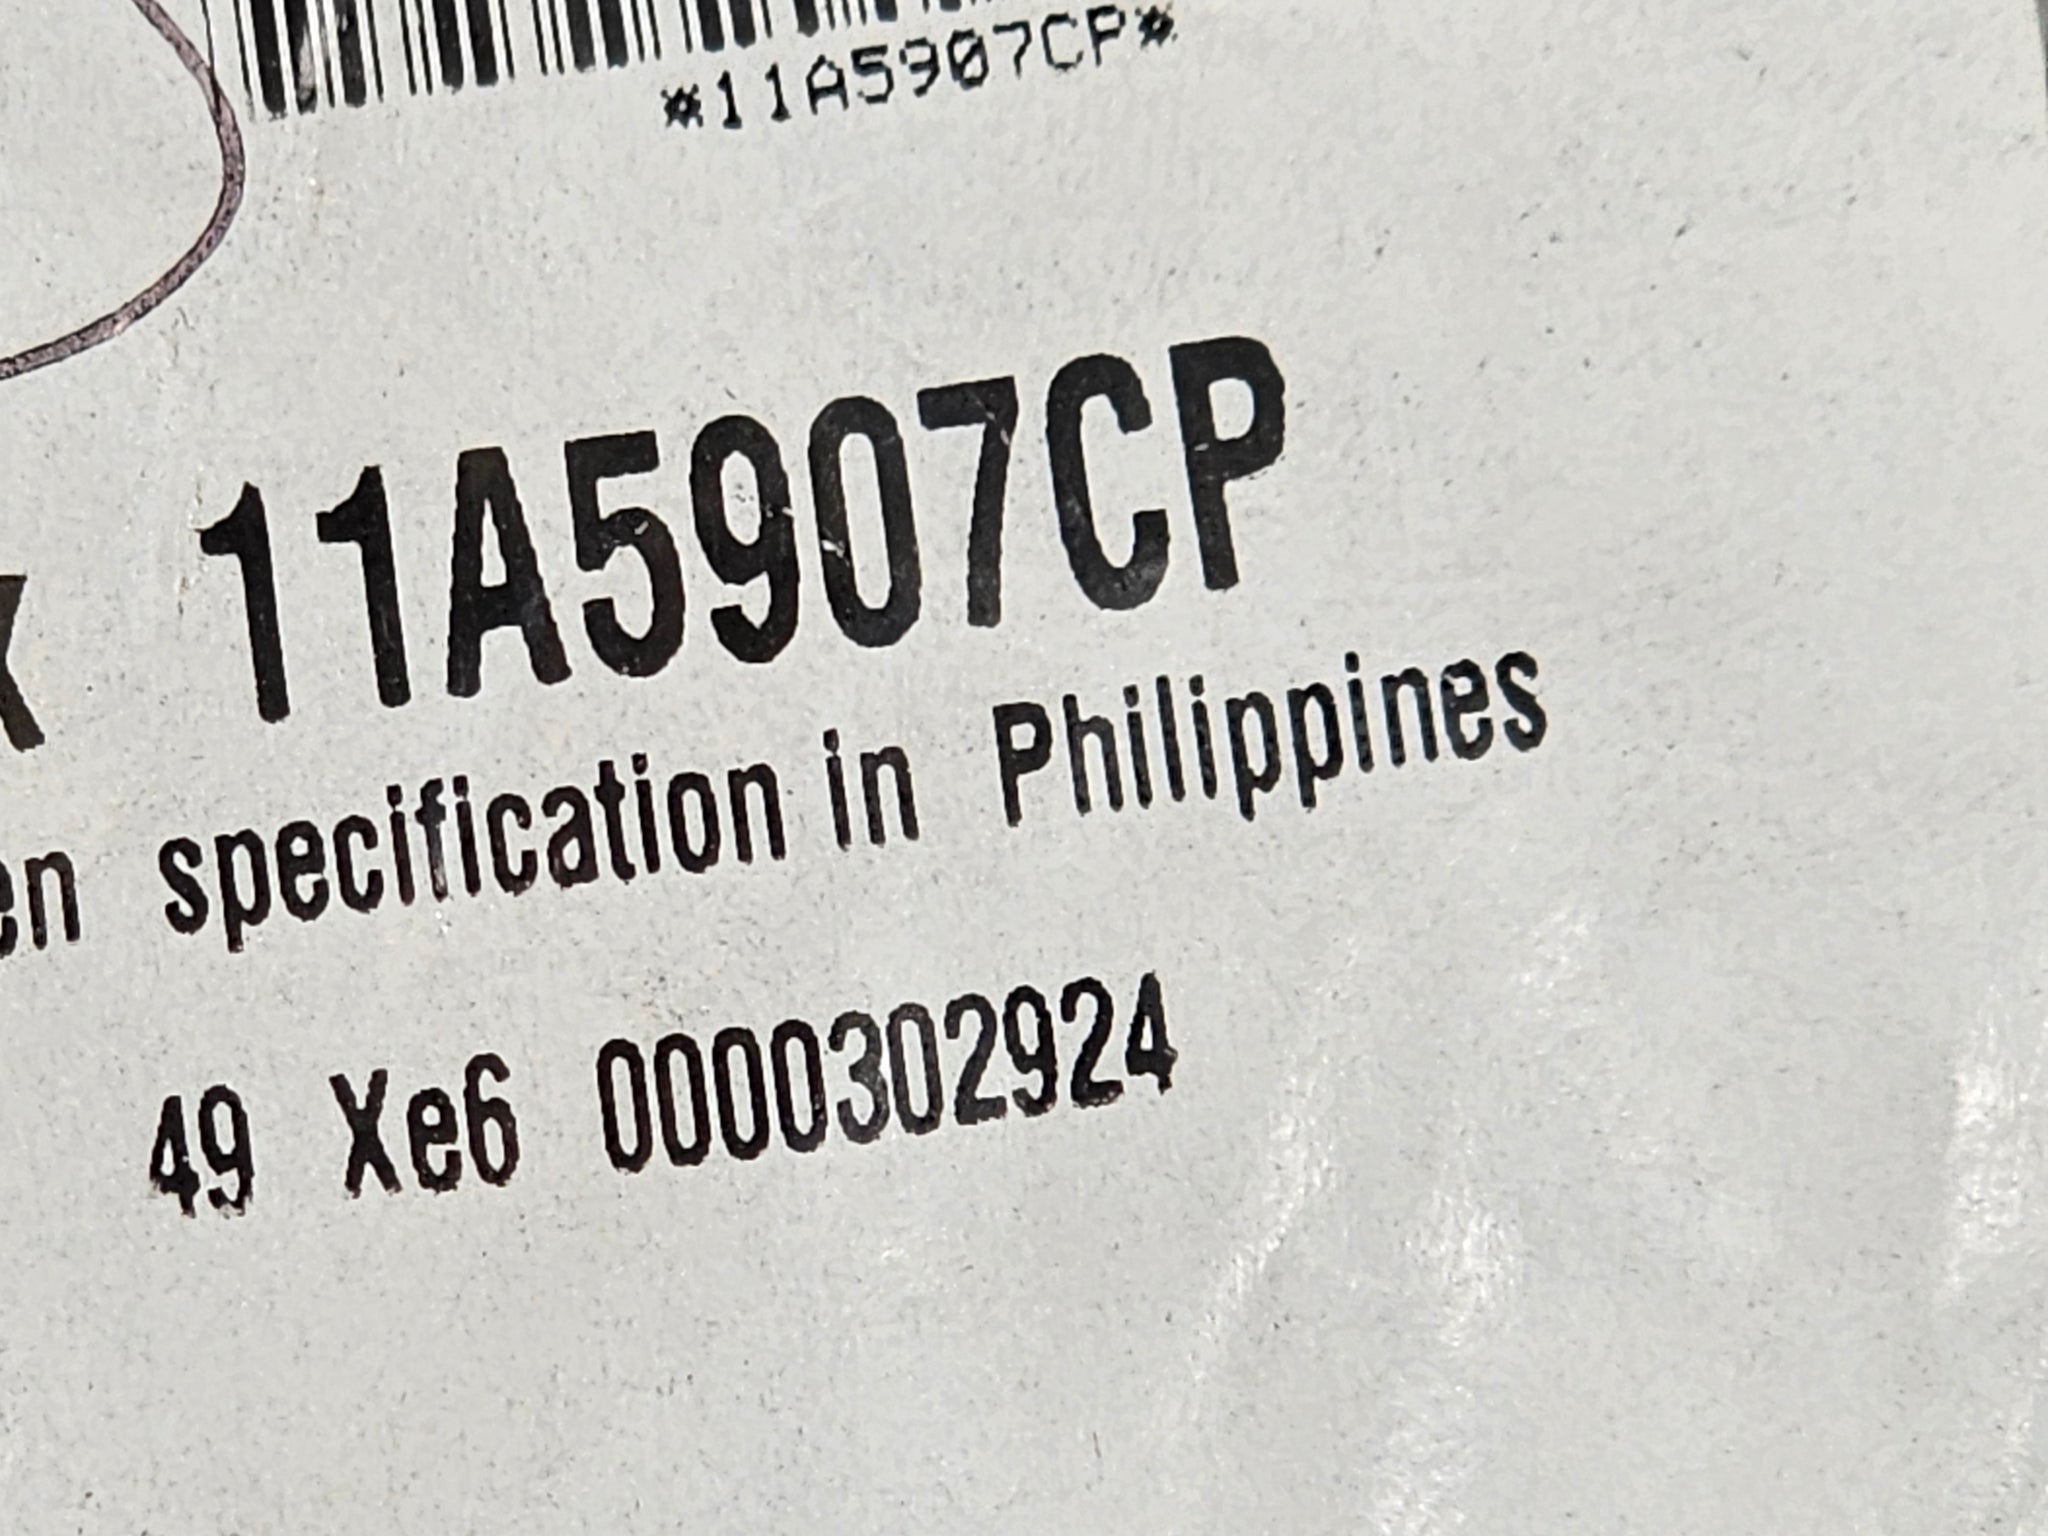 *11A5907CP*
11A5907CP
specification in Philippines
49 Xe6 0000302924